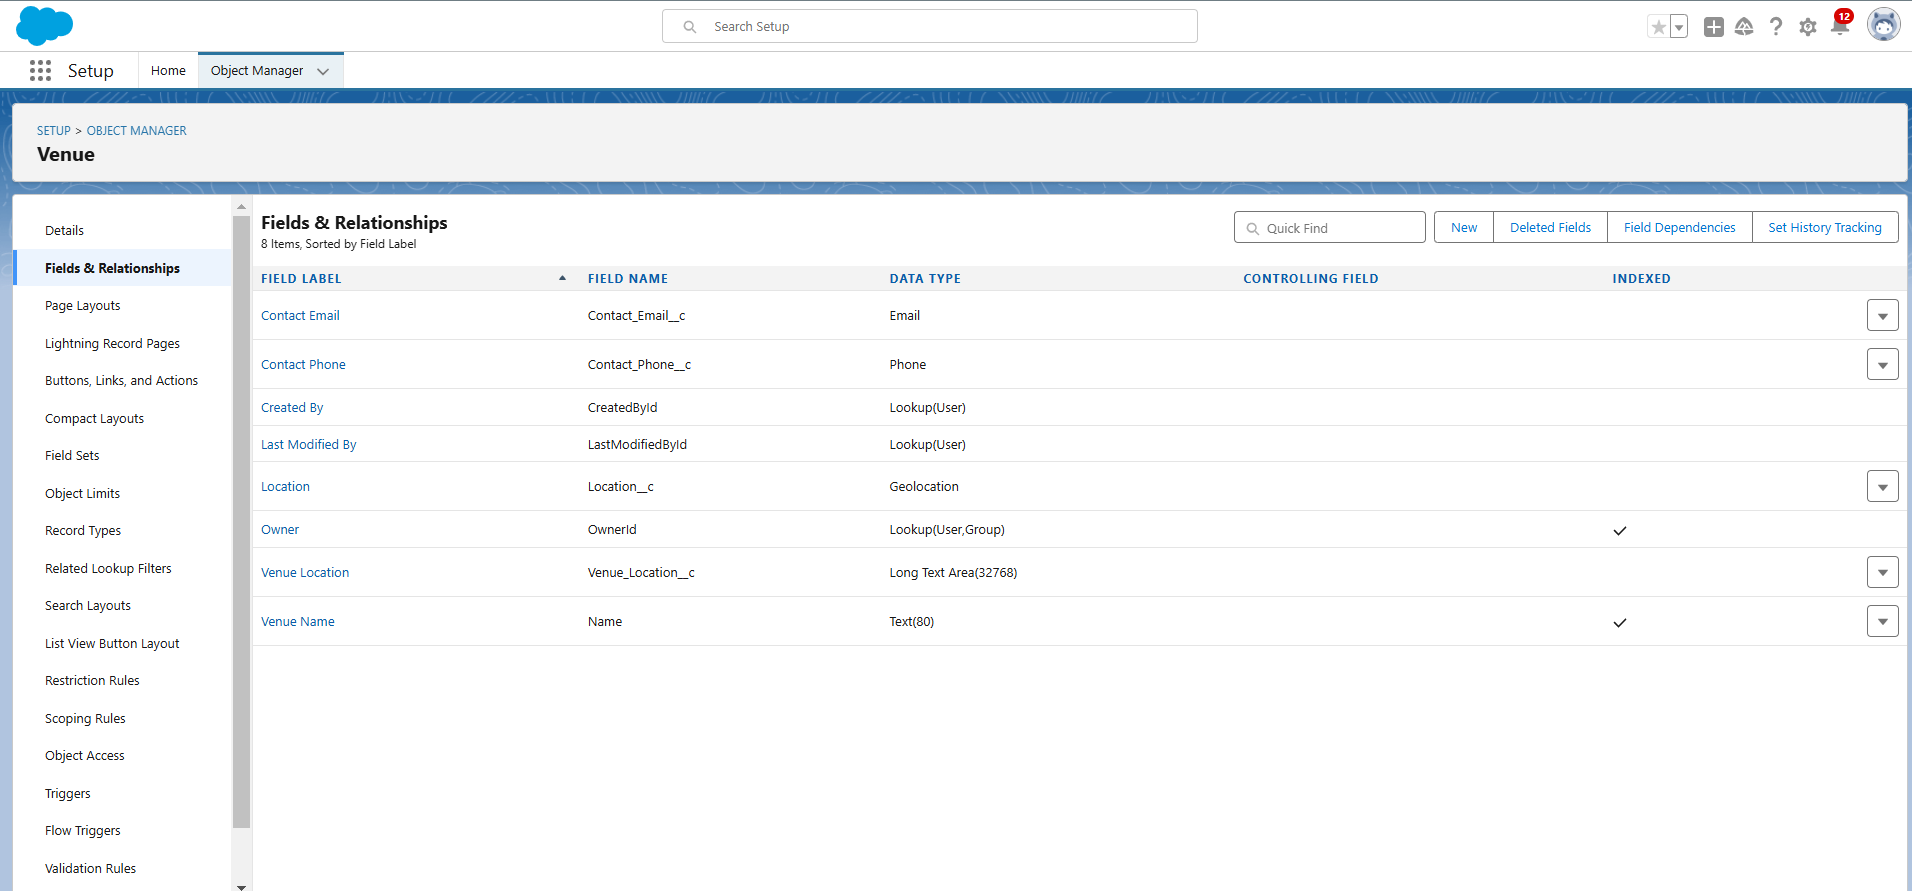 Search Setup
12
Setup
Home
Object Manager
SETUP > OBJECT MANAGER
Venue
Details
Fields & Relationships
Page Layouts
Lightning Record Pages
Buttons, Links, and Actions
Compact Layouts
Field Sets
Object Limits
Record Types
Related Lookup Filters
Search Layouts
List View Button Layout
Restriction Rules
Scoping Rules
Object Access
Triggers
Flow Triggers
Validation Rules
Fields & Relationships
8 Items, Sorted by Field Label
Quick Find
New Deleted Fields Field Dependencies Set History Tracking
FIELD LABEL FIELD NAME DATA TYPE CONTROLLING FIELD INDEXED
Contact Email Contact_Email__c Email
Contact Phone Contact_Phone__c Phone
Created By CreatedById Lookup(User)
Last Modified By LastModifiedById Lookup(User)
Location Location__c Geolocation
Owner OwnerId Lookup(User,Group)
Venue Location Venue_Location__c Long Text Area(32768)
Venue Name Name Text(80)